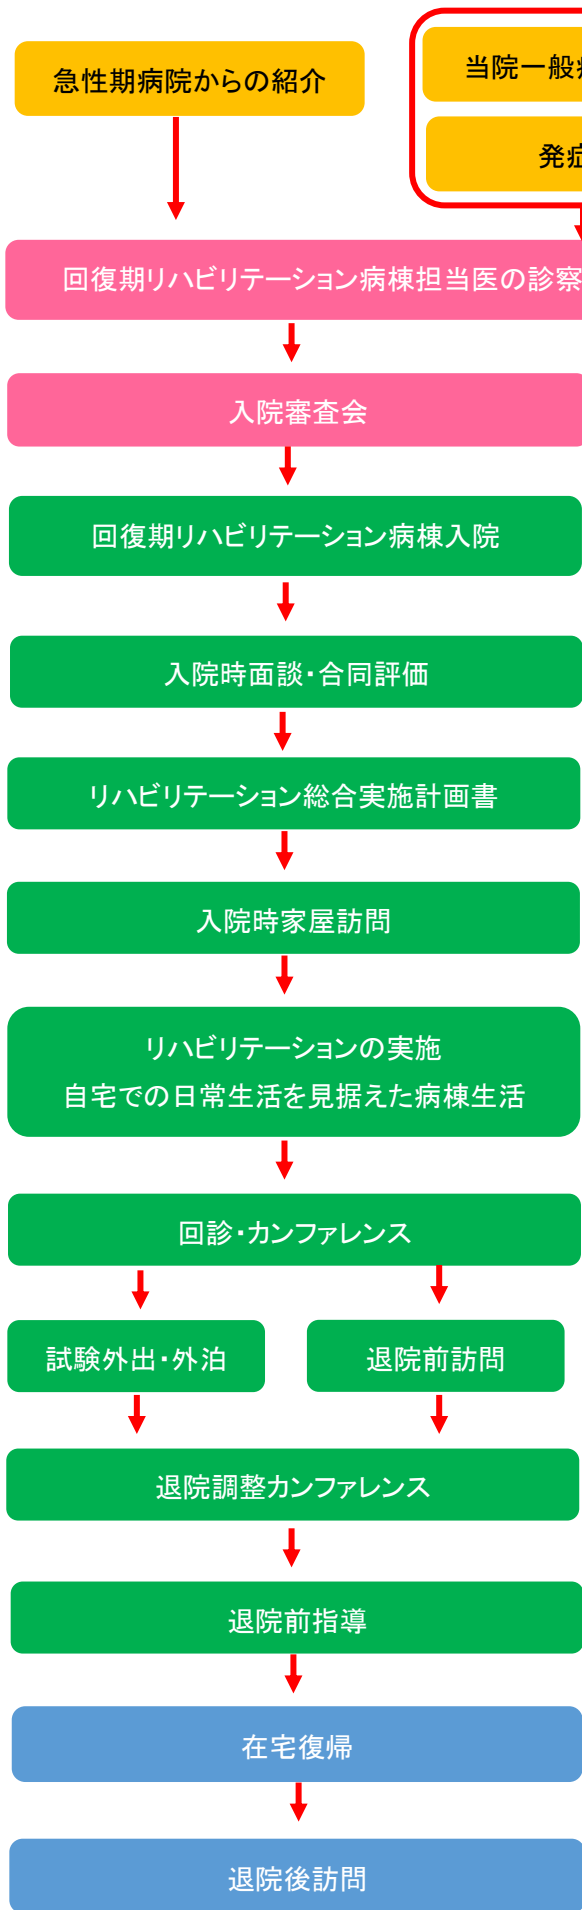 急性期病院からの紹介
当院一般
発症
回復期リハビリテーション病棟担当医の診察
入院審査会
回復期リハビリテーション病棟入院
入院時面談・合同評価
リハビリテーション総合実施計画書
入院時家屋訪問
リハビリテーションの実施
自宅での日常生活を見据えた病棟生活
回診・カンファレンス
試験外出・外泊
退院前訪問
退院調整カンファレンス
退院前指導
在宅復帰
退院後訪問